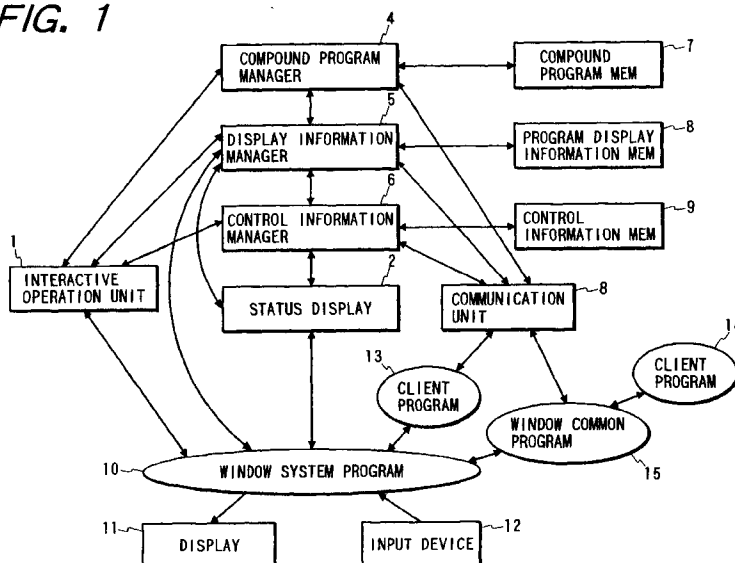 FIG. 1
4
COMPOUND PROGRAM
MANAGER
7
COMPOUND
PROGRAM MEM
5
DISPLAY INFORMATION
MANAGER
8
PROGRAM DISPLAY
INFORMATION MEM
6
CONTROL INFORMATION
MANAGER
9
CONTROL
INFORMATION MEM
1
INTERACTIVE
OPERATION UNIT
2
STATUS DISPLAY
8
COMMUNICATION
UNIT
13
CLIENT
PROGRAM
14
CLIENT
PROGRAM
WINDOW COMMON
PROGRAM
15
10
WINDOW SYSTEM PROGRAM
11
DISPLAY
12
INPUT DEVICE